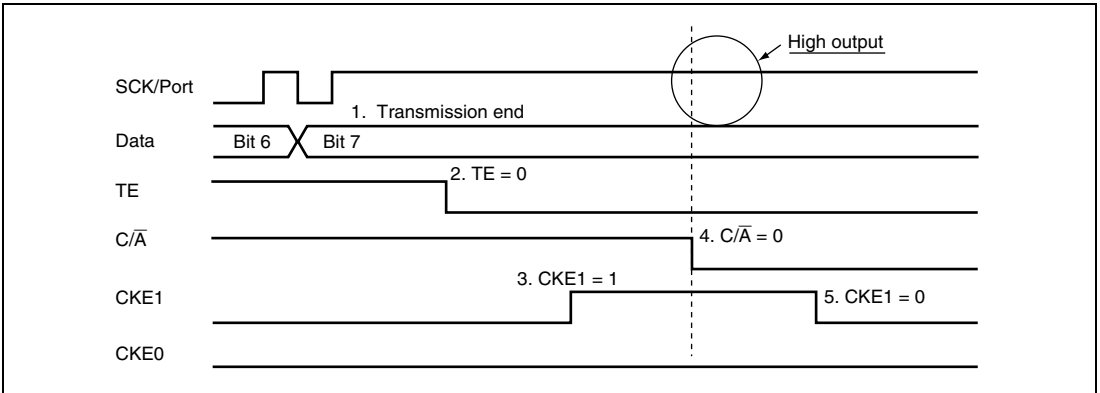 High output
SCK/Port
1. Transmission end
Data
Bit 6
Bit 7
2. TE = 0
TE
C/A̅
4. C/A̅ = 0
3. CKE1 = 1
CKE1
5. CKE1 = 0
CKE0